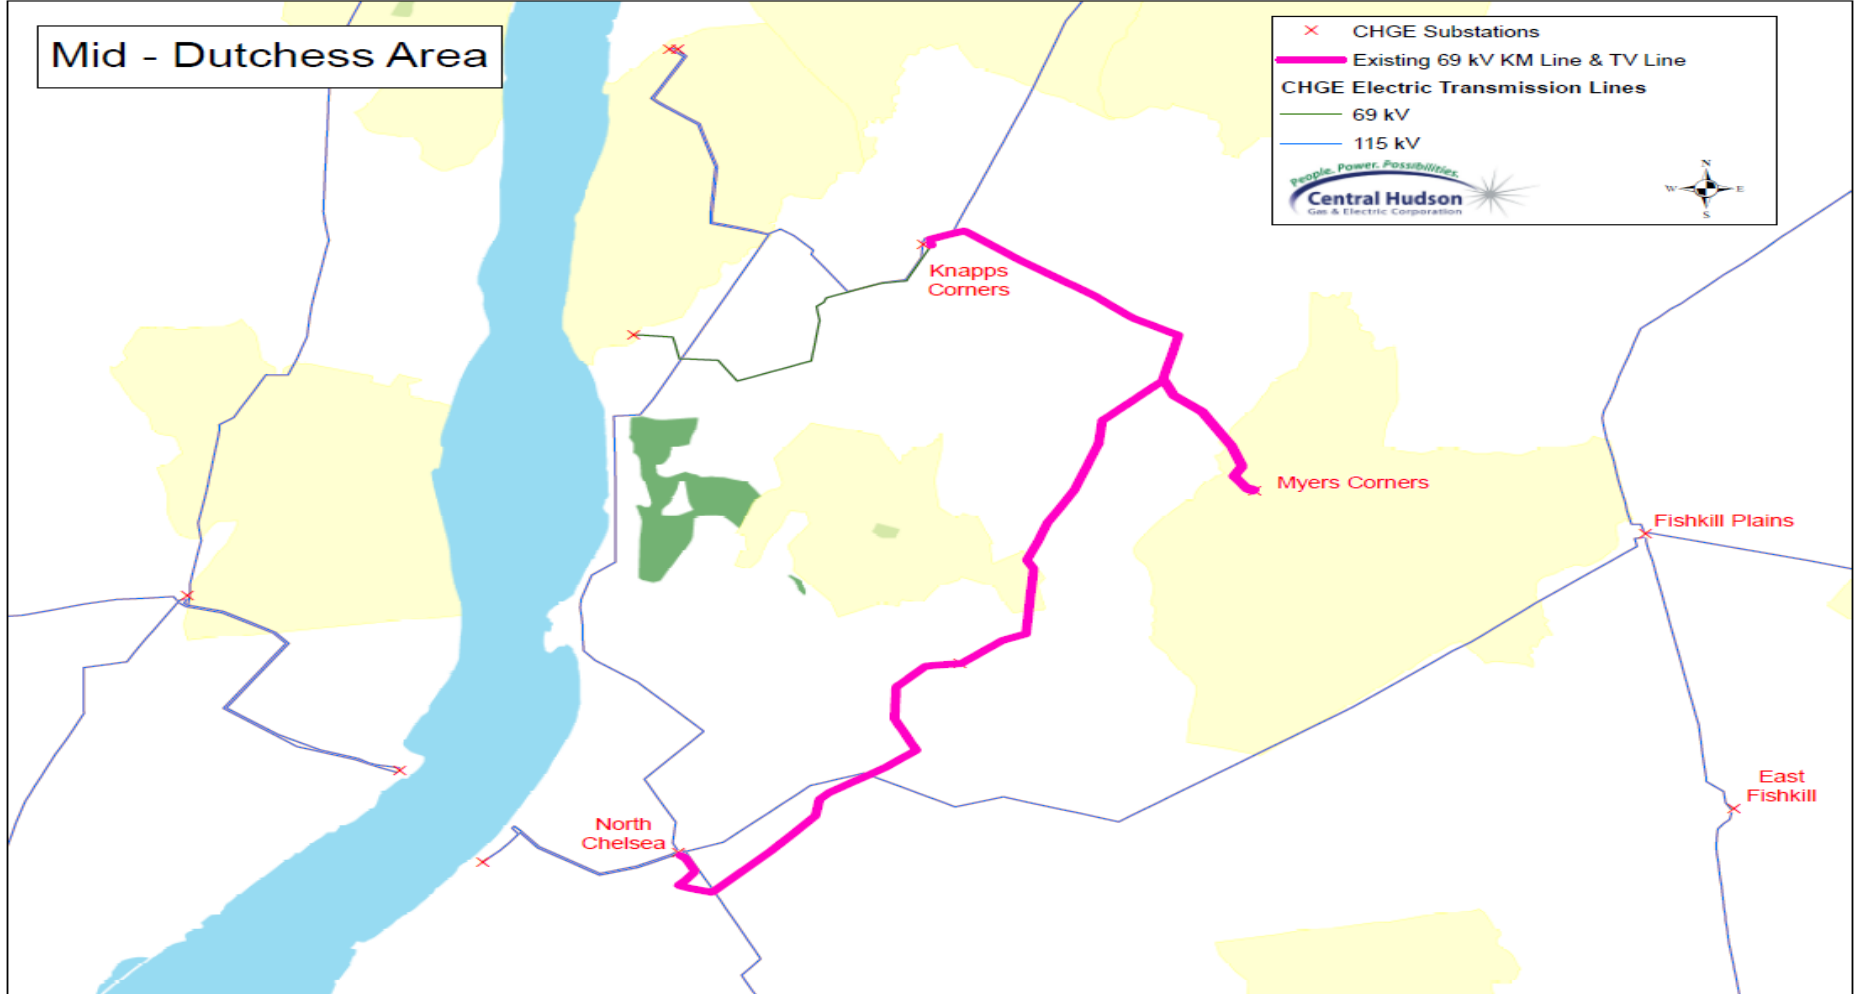 Mid - Dutchess Area
CHGE Substations
Existing 69 kV KM Line & TV Line
CHGE Electric Transmission Lines
69 kV
115 kV
People. Power. Possibilities.
Central Hudson
Gas & Electric Corporation
N
W E
S
Knapps
Corners
Myers Corners
Fishkill Plains
East
Fishkill
North
Chelsea